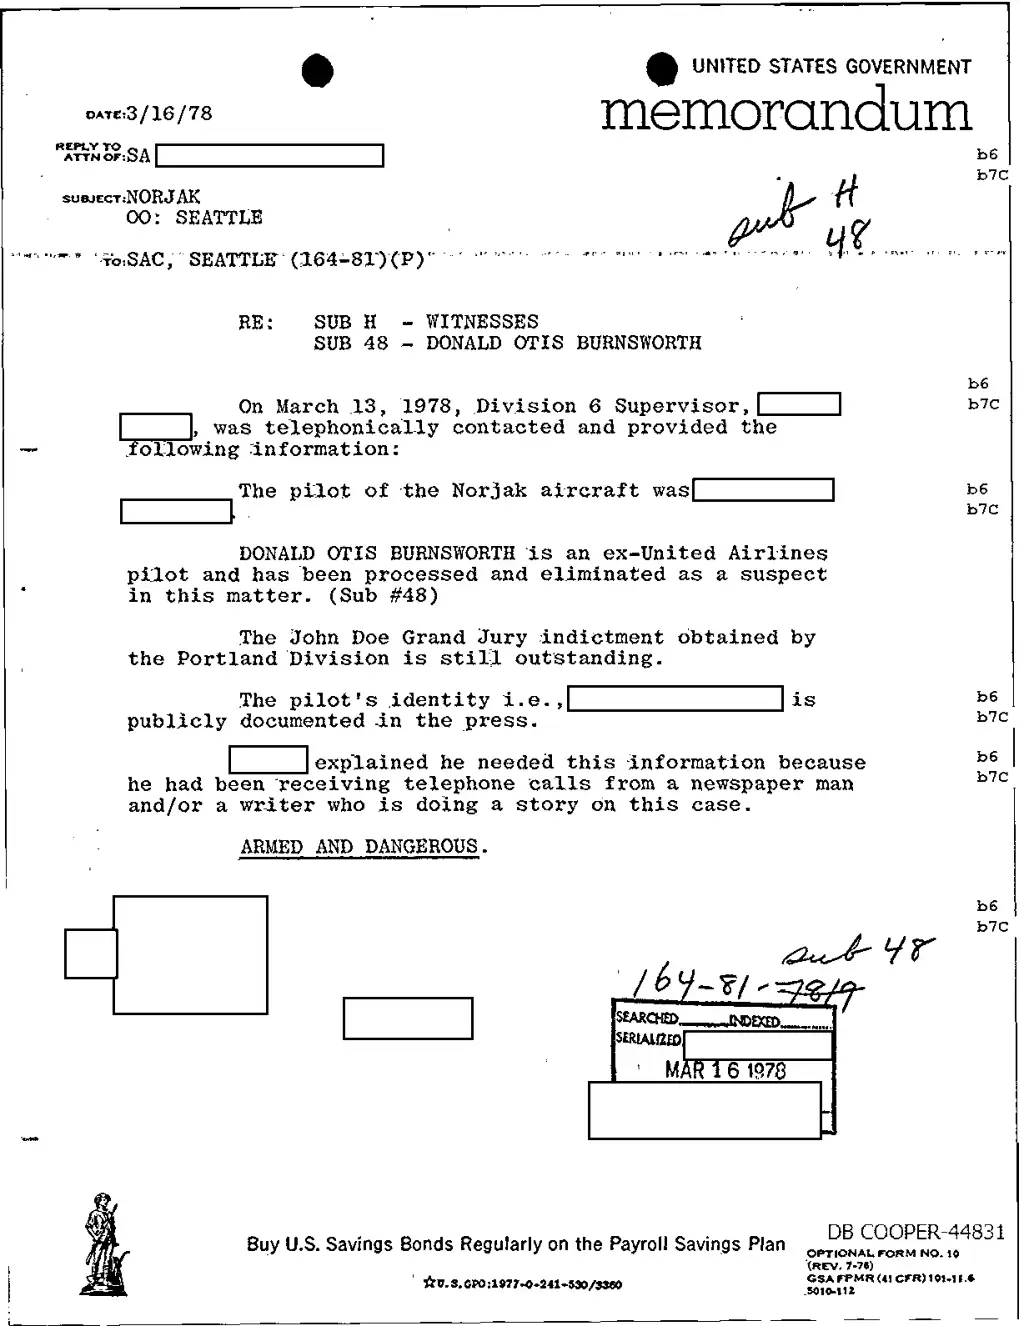 UNITED STATES GOVERNMENT
memorandum
DATE: 3/16/78
REPLY TO
ATTN OF: SA
b6
b7C
SUBJECT: NORJAK
OO: SEATTLE
sub H
48
TO: SAC, SEATTLE (164-81)(P)
RE: SUB H - WITNESSES
SUB 48 - DONALD OTIS BURNSWORTH
b6
b7C
On March 13, 1978, Division 6 Supervisor,
, was telephonically contacted and provided the
following information:
The pilot of the Norjak aircraft was
.
b6
b7C
DONALD OTIS BURNSWORTH is an ex-United Airlines
pilot and has been processed and eliminated as a suspect
in this matter. (Sub #48)
The John Doe Grand Jury indictment obtained by
the Portland Division is still outstanding.
The pilot's identity i.e., is
publicly documented in the press.
b6
b7C
explained he needed this information because
he had been receiving telephone calls from a newspaper man
and/or a writer who is doing a story on this case.
b6
b7C
ARMED AND DANGEROUS.
b6
b7C
sub 48
164-81-7819
SEARCHED INDEXED
SERIALIZED
MAR 16 1978
Buy U.S. Savings Bonds Regularly on the Payroll Savings Plan
☆U.S.GPO:1977-0-241-530/3360
DB COOPER-44831
OPTIONAL FORM NO. 10
(REV. 7-76)
GSA FPMR (41 CFR) 101-11.6
5010-112